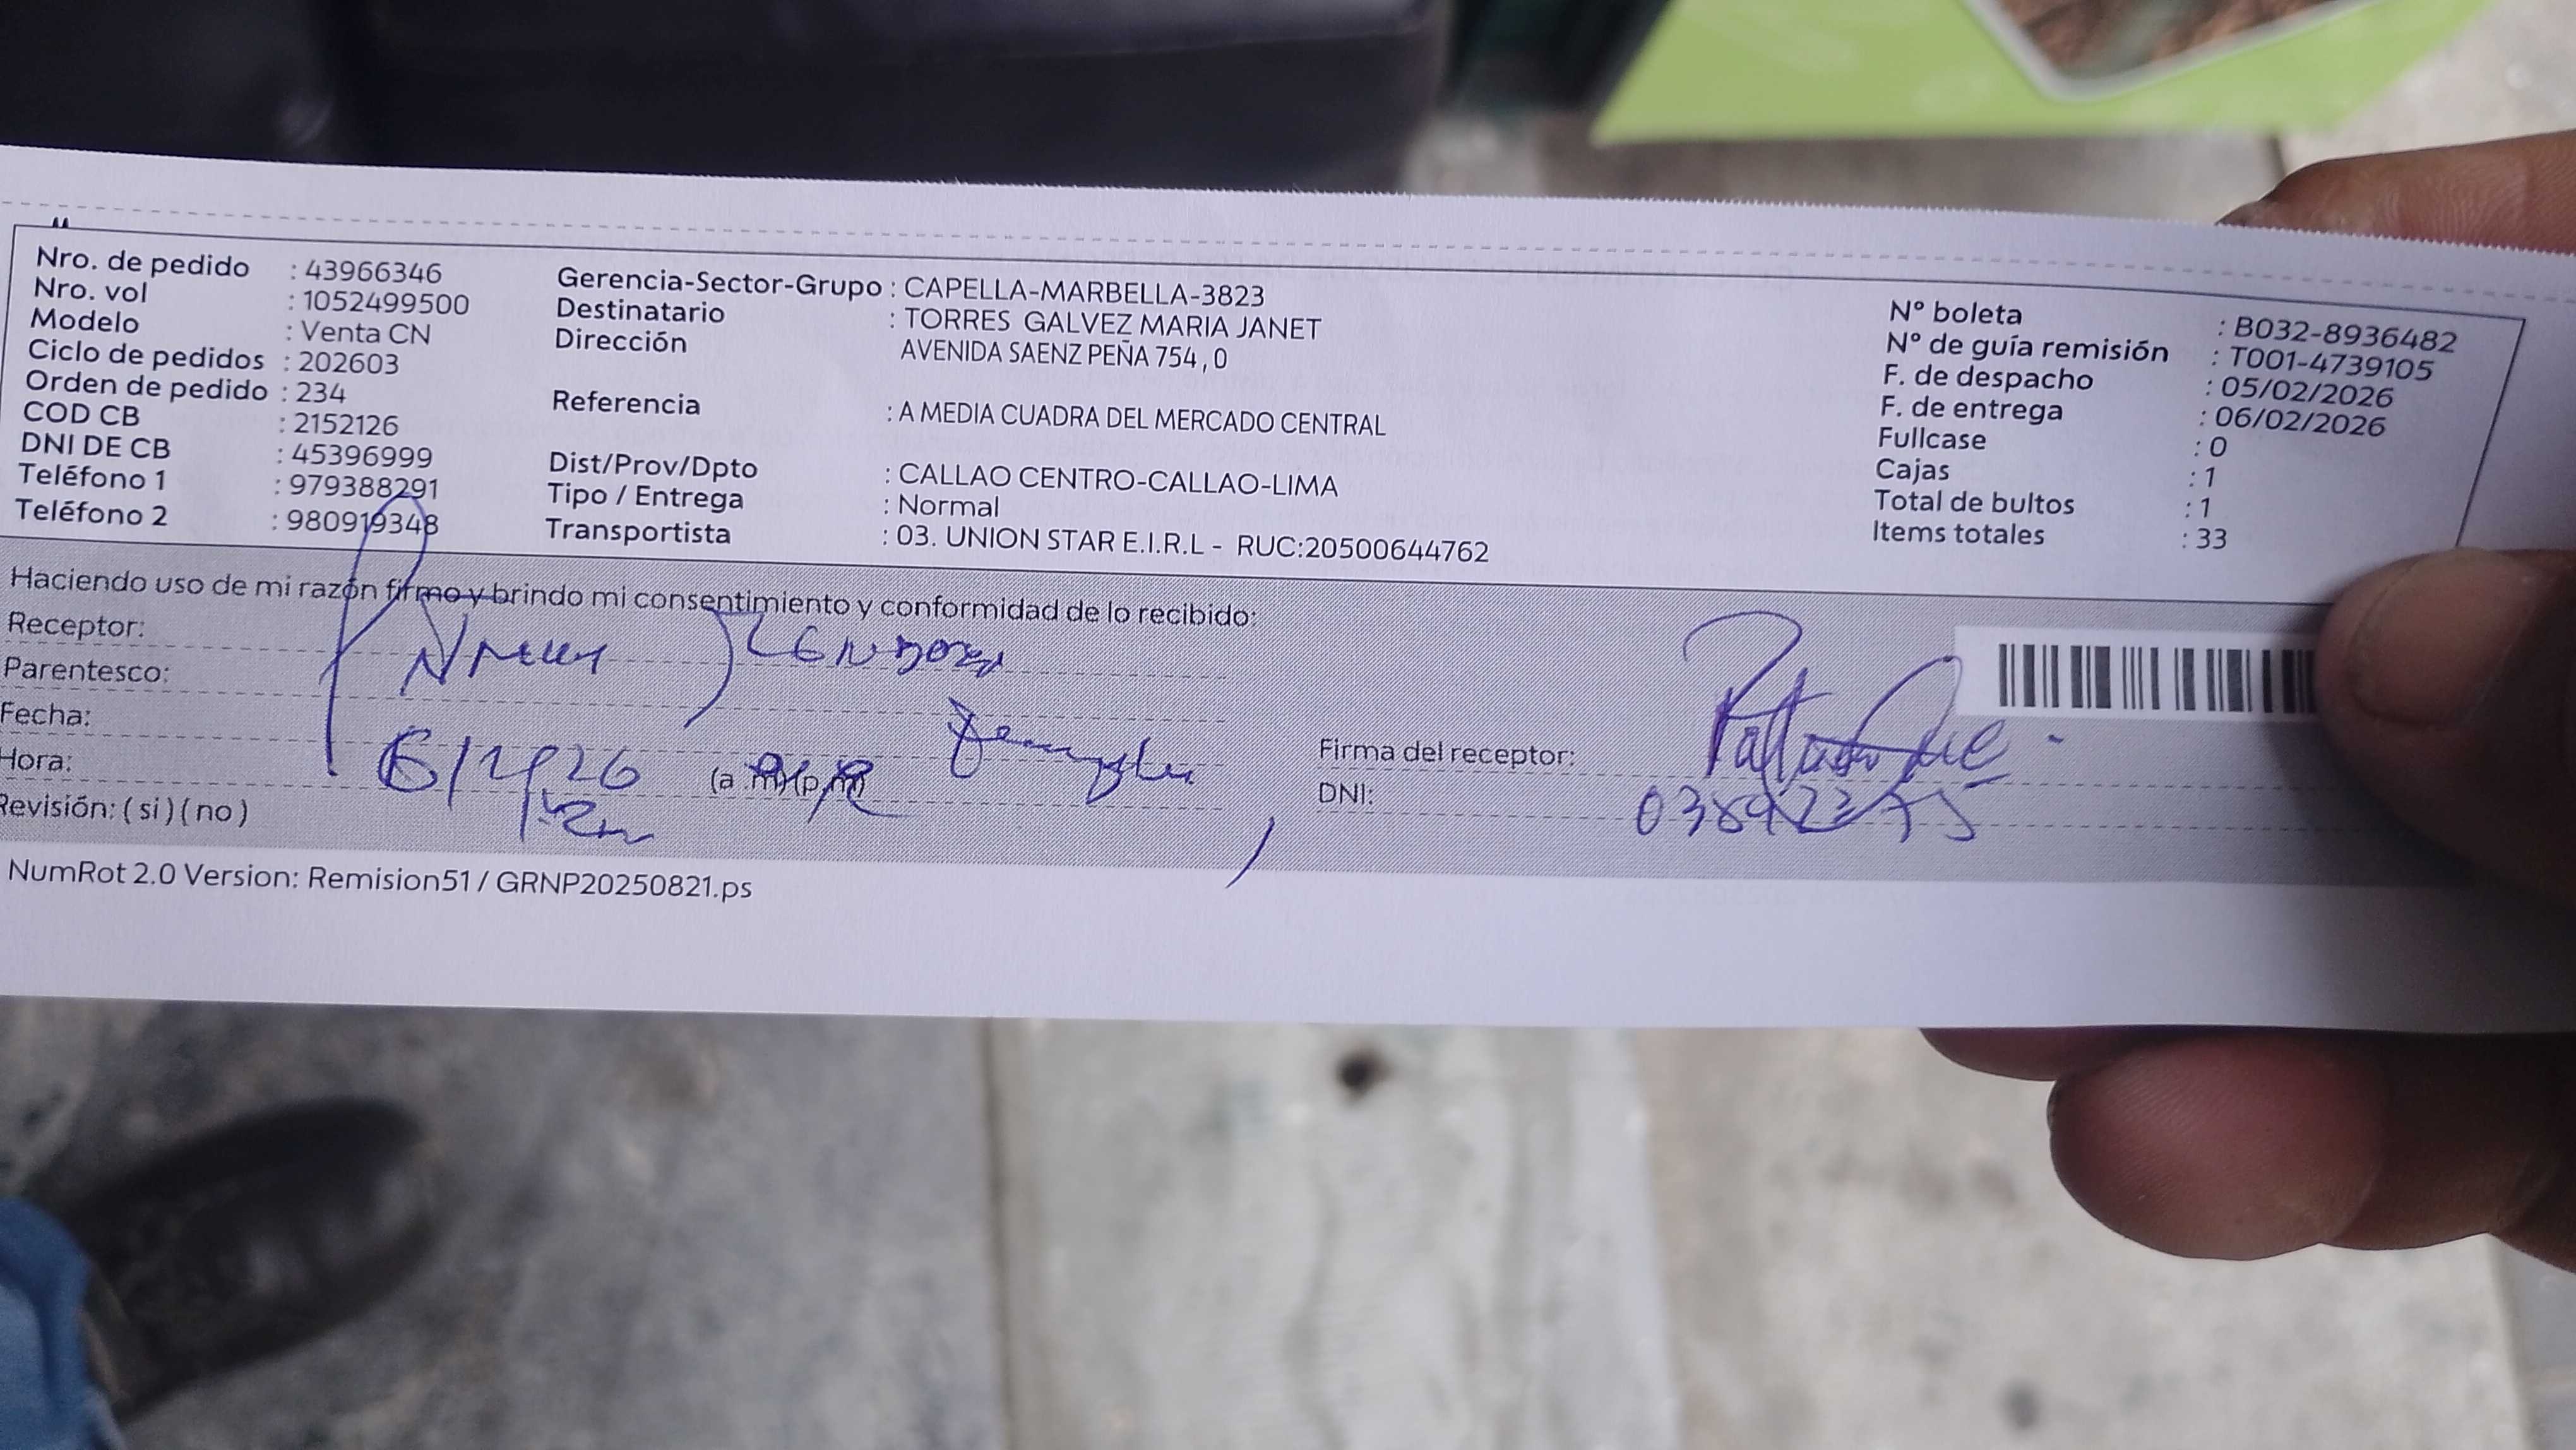 Nro. de pedido : 43966346
Nro. vol : 1052499500
Modelo : Venta CN
Ciclo de pedidos : 202603
Orden de pedido : 234
COD CB : 2152126
DNI DE CB : 45396999
Teléfono 1 : 979388291
Teléfono 2 : 980919348
Gerencia-Sector-Grupo : CAPELLA-MARBELLA-3823
Destinatario : TORRES GALVEZ MARIA JANET
Dirección AVENIDA SAENZ PEÑA 754 , 0
Referencia : A MEDIA CUADRA DEL MERCADO CENTRAL
Dist/Prov/Dpto : CALLAO CENTRO-CALLAO-LIMA
Tipo / Entrega : Normal
Transportista : 03. UNION STAR E.I.R.L - RUC:20500644762
N° boleta : B032-8936482
N° de guía remisión : T001-4739105
F. de despacho : 05/02/2026
F. de entrega : 06/02/2026
Fullcase : 0
Cajas : 1
Total de bultos : 1
Items totales : 33
Haciendo uso de mi razón firmo y brindo mi consentimiento y conformidad de lo recibido:
Receptor:
Parentesco:
Fecha:
Hora: (a.m)(p.m)
Revisión: ( si ) ( no )
Firma del receptor:
DNI:
NumRot 2.0 Version: Remision51 / GRNP20250821.ps